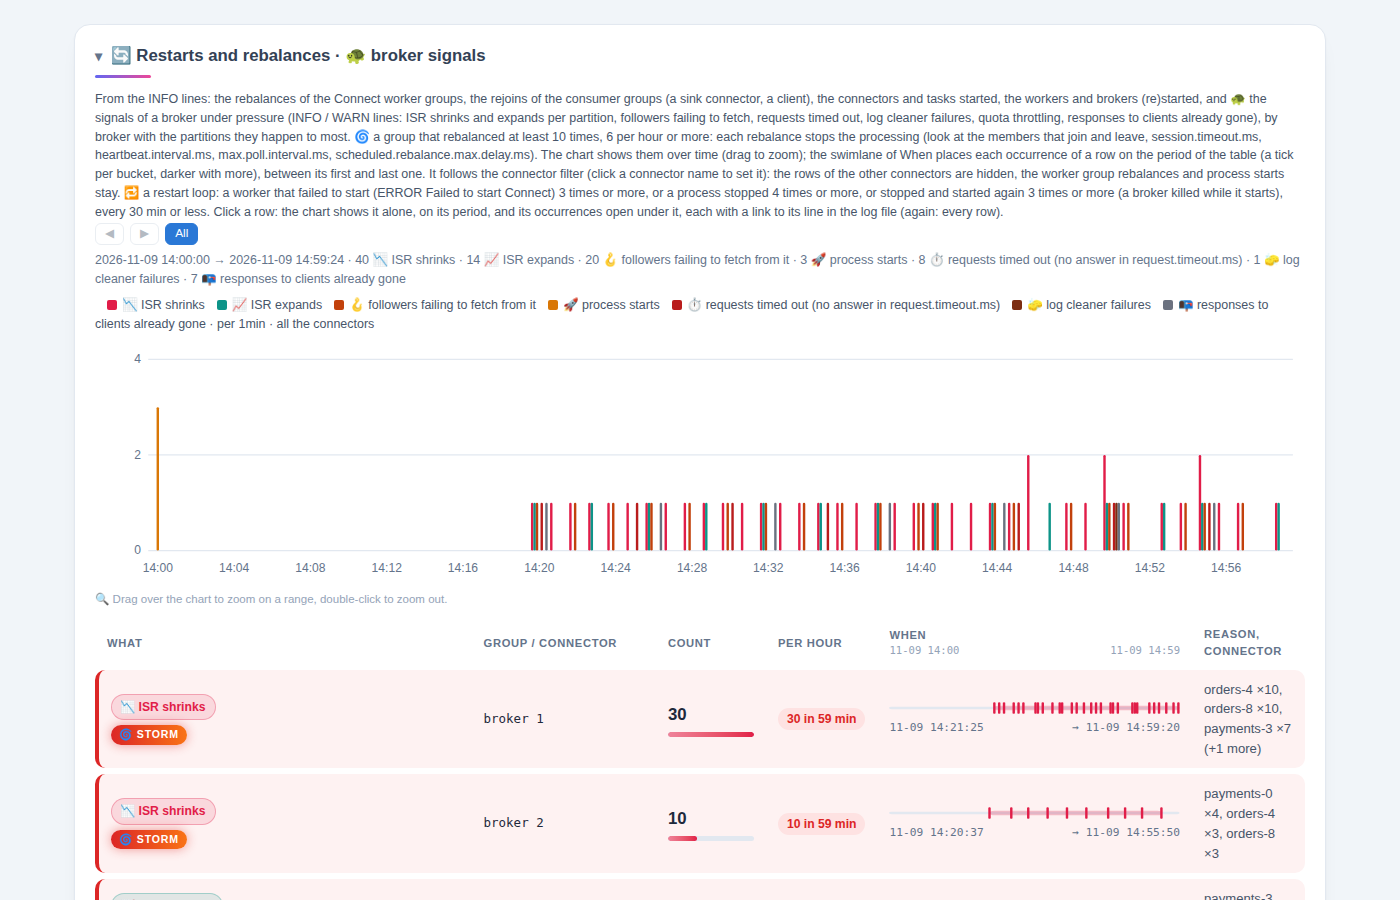 ▼ 🔄 Restarts and rebalances · 🐢 broker signals
From the INFO lines: the rebalances of the Connect worker groups, the rejoins of the consumer groups (a sink connector, a client), the connectors and tasks started, the workers and brokers (re)started, and 🐢 the
signals of a broker under pressure (INFO / WARN lines: ISR shrinks and expands per partition, followers failing to fetch, requests timed out, log cleaner failures, quota throttling, responses to clients already gone), by
broker with the partitions they happen to most. 🌀 a group that rebalanced at least 10 times, 6 per hour or more: each rebalance stops the processing (look at the members that join and leave, session.timeout.ms,
heartbeat.interval.ms, max.poll.interval.ms, scheduled.rebalance.max.delay.ms). The chart shows them over time (drag to zoom); the swimlane of When places each occurrence of a row on the period of the table (a tick
per bucket, darker with more), between its first and last one. It follows the connector filter (click a connector name to set it): the rows of the other connectors are hidden, the worker group rebalances and process starts
stay. 🔁 a restart loop: a worker that failed to start (ERROR Failed to start Connect) 3 times or more, or a process stopped 4 times or more, or stopped and started again 3 times or more (a broker killed while it starts),
every 30 min or less. Click a row: the chart shows it alone, on its period, and its occurrences open under it, each with a link to its line in the log file (again: every row).
◀ ▶ All
2026-11-09 14:00:00 → 2026-11-09 14:59:24 · 40 📉 ISR shrinks · 14 📈 ISR expands · 20 🪝 followers failing to fetch from it · 3 🚀 process starts · 8 ⏱️ requests timed out (no answer in request.timeout.ms) · 1 🧽 log
cleaner failures · 7 📪 responses to clients already gone
📉 ISR shrinks 📈 ISR expands 🪝 followers failing to fetch from it 🚀 process starts ⏱️ requests timed out (no answer in request.timeout.ms) 🧽 log cleaner failures 📪 responses to
clients already gone · per 1min · all the connectors
4
2
0
14:00 14:04 14:08 14:12 14:16 14:20 14:24 14:28 14:32 14:36 14:40 14:44 14:48 14:52 14:56
🔍 Drag over the chart to zoom on a range, double-click to zoom out.
WHAT GROUP / CONNECTOR COUNT PER HOUR WHEN REASON, CONNECTOR
11-09 14:00 11-09 14:59
📉 ISR shrinks
🌀 STORM
broker 1
30
30 in 59 min
11-09 14:21:25 → 11-09 14:59:20
orders-4 ×10,
orders-8 ×10,
payments-3 ×7
(+1 more)
📉 ISR shrinks
🌀 STORM
broker 2
10
10 in 59 min
11-09 14:20:37 → 11-09 14:55:50
payments-0
×4, orders-4
×3, orders-8
×3
payments-3